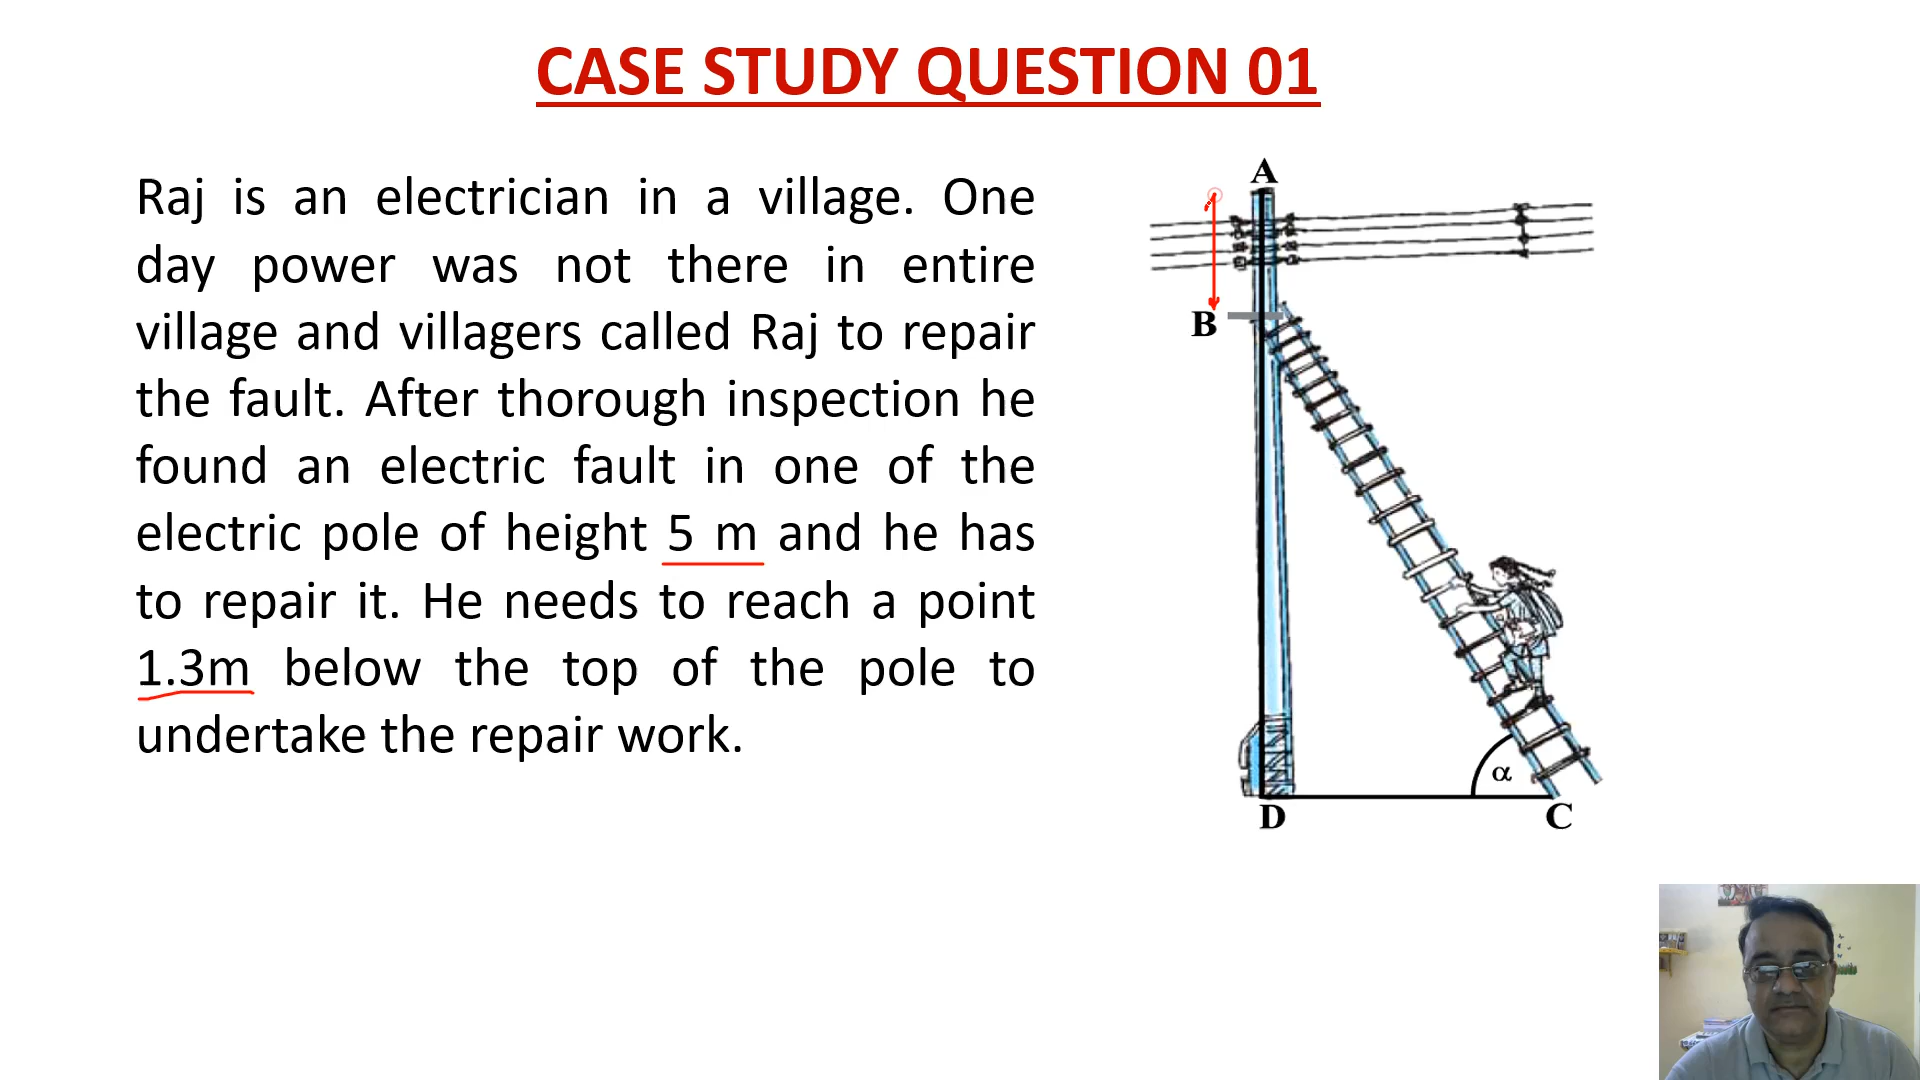 CASE STUDY QUESTION 01
Raj is an electrician in a village. One
day power was not there in entire
village and villagers called Raj to repair
the fault. After thorough inspection he
found an electric fault in one of the
electric pole of height 5 m and he has
to repair it. He needs to reach a point
1.3m below the top of the pole to
undertake the repair work.
A
B
α
D
C